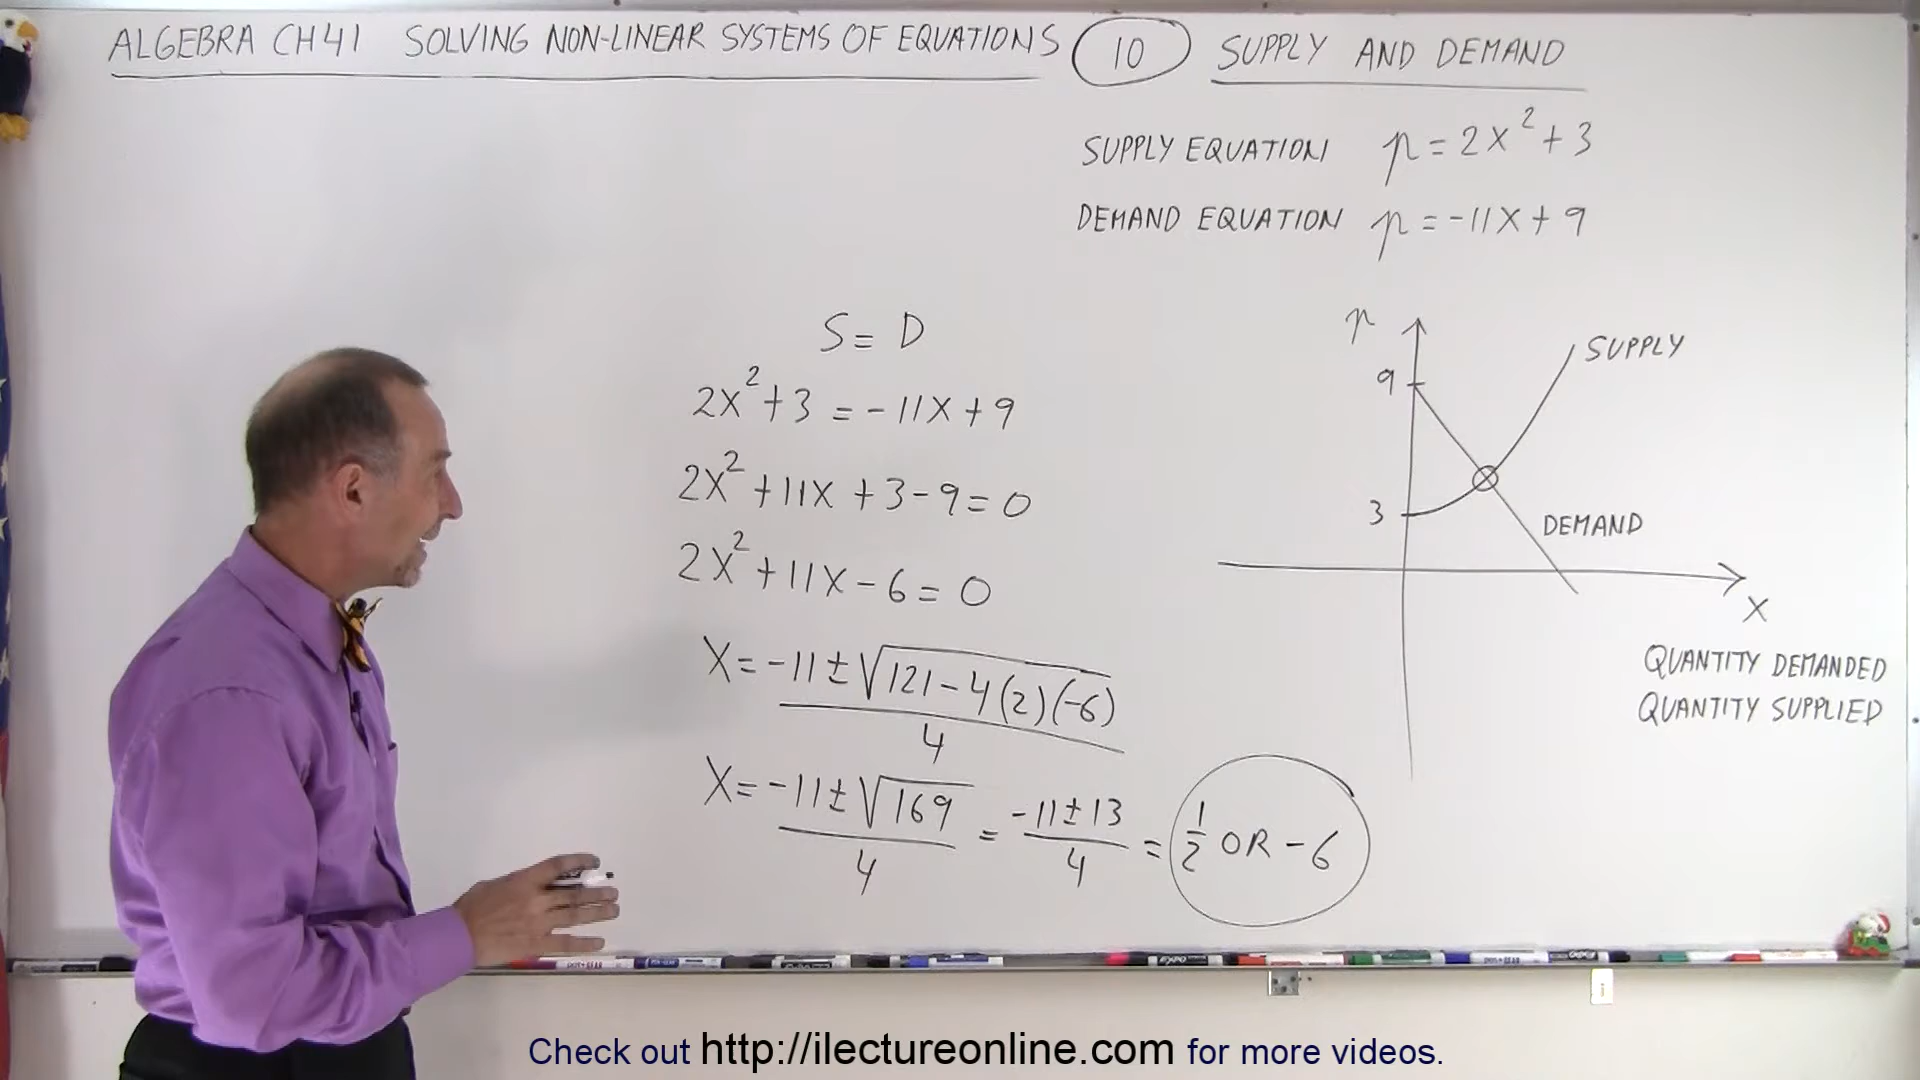 ALGEBRA CH 41 SOLVING NON-LINEAR SYSTEMS OF EQUATIONS 10 SUPPLY AND DEMAND
SUPPLY EQUATION p = 2x² + 3
DEMAND EQUATION p = -11x + 9
S = D
2x² + 3 = -11x + 9
2x² + 11x + 3 - 9 = 0
2x² + 11x - 6 = 0
x = -11 ± √121 - 4(2)(-6)
4
x = -11 ± √169 / 4 = -11 ± 13 / 4 = 1/2 OR -6
p
9
SUPPLY
3
DEMAND
x
QUANTITY DEMANDED
QUANTITY SUPPLIED
Check out http://ilectureonline.com for more videos.